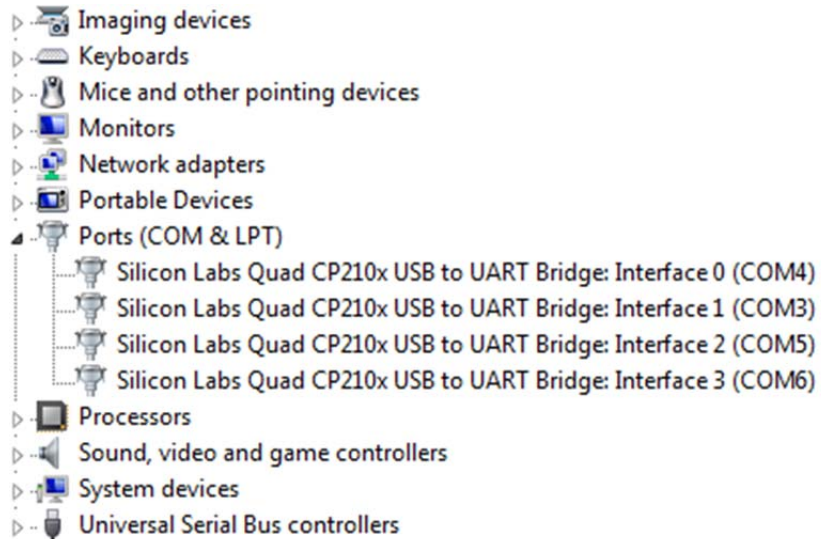 Imaging devices
Keyboards
Mice and other pointing devices
Monitors
Network adapters
Portable Devices
Ports (COM & LPT)
Silicon Labs Quad CP210x USB to UART Bridge: Interface 0 (COM4)
Silicon Labs Quad CP210x USB to UART Bridge: Interface 1 (COM3)
Silicon Labs Quad CP210x USB to UART Bridge: Interface 2 (COM5)
Silicon Labs Quad CP210x USB to UART Bridge: Interface 3 (COM6)
Processors
Sound, video and game controllers
System devices
Universal Serial Bus controllers